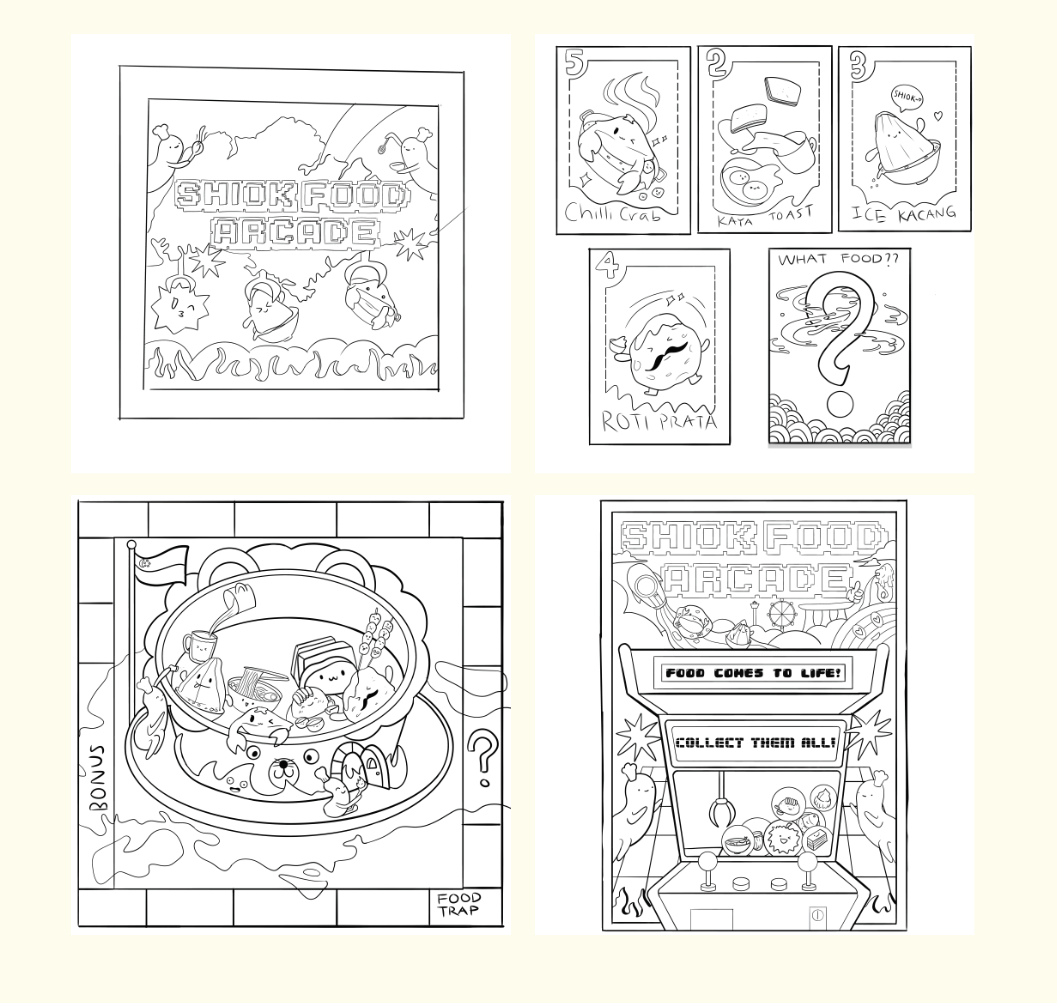 SHIOK FOOD
ARCADE
5
Chilli Crab
2
KAYA TOAST
3
SHIOK~
ICE KACANG
4
ROTI PRATA
WHAT FOOD??
?
BONUS
?
FOOD
TRAP
SHIOK FOOD
ARCADE
FOOD COMES TO LIFE!
COLLECT THEM ALL!